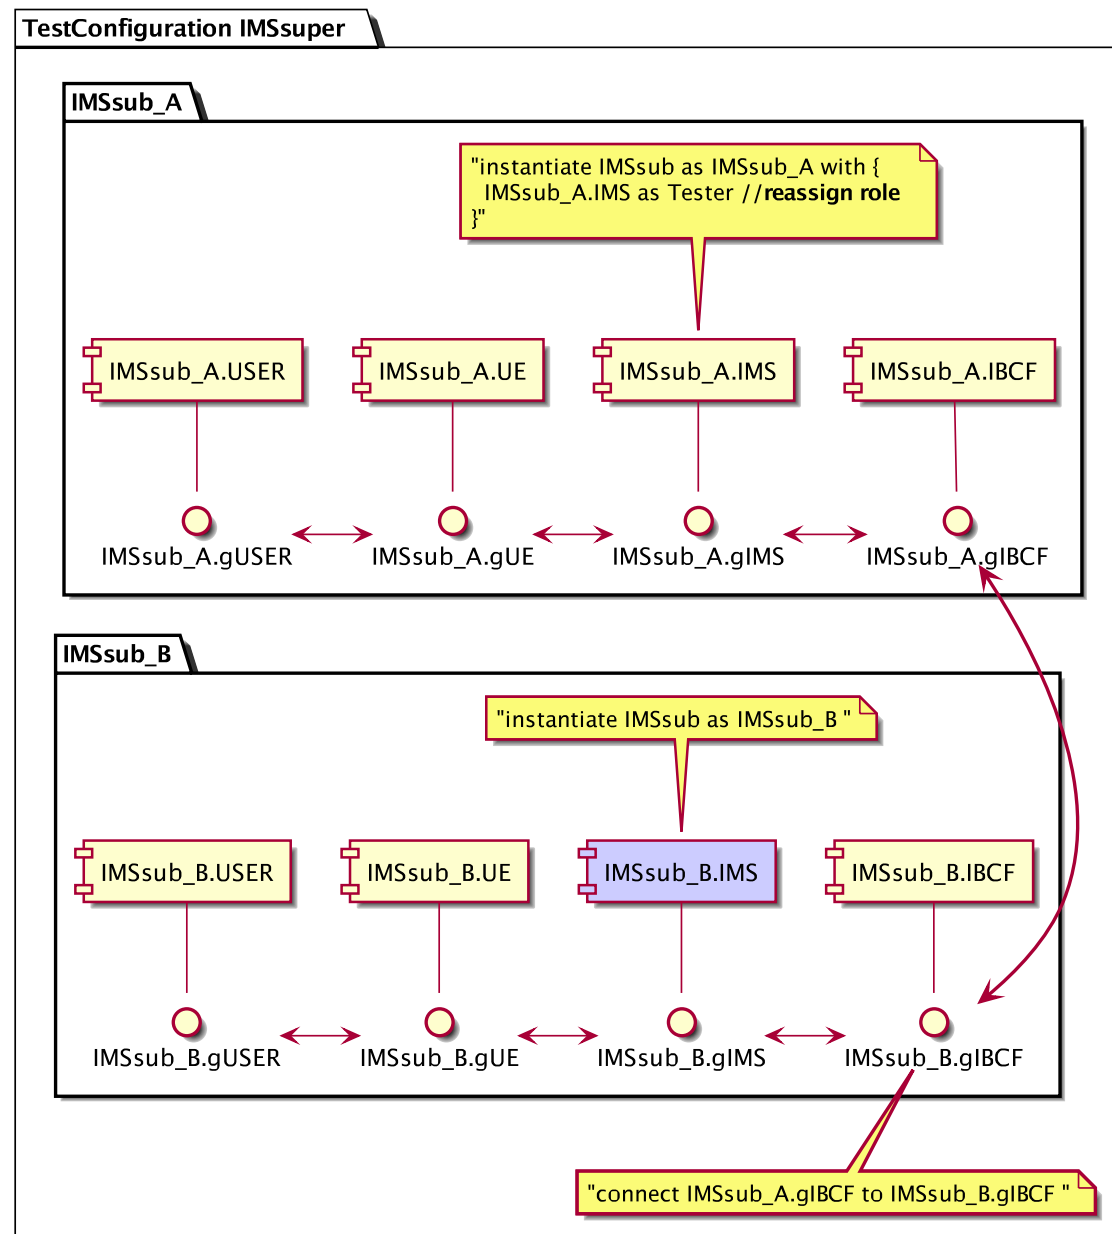 TestConfiguration IMSsuper
IMSsub_A
"instantiate IMSsub as IMSsub_A with {
IMSsub_A.IMS as Tester //reassign role
}"
IMSsub_A.USER
IMSsub_A.UE
IMSsub_A.IMS
IMSsub_A.IBCF
IMSsub_A.gUSER
IMSsub_A.gUE
IMSsub_A.gIMS
IMSsub_A.gIBCF
IMSsub_B
"instantiate IMSsub as IMSsub_B "
IMSsub_B.USER
IMSsub_B.UE
IMSsub_B.IMS
IMSsub_B.IBCF
IMSsub_B.gUSER
IMSsub_B.gUE
IMSsub_B.gIMS
IMSsub_B.gIBCF
"connect IMSsub_A.gIBCF to IMSsub_B.gIBCF "